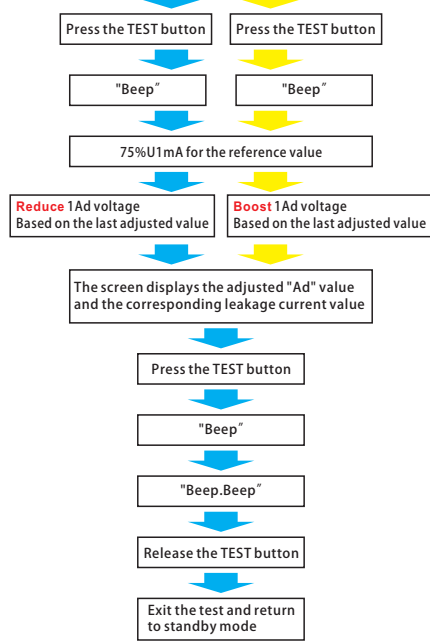 Press the TEST button
Press the TEST button
"Beep"
"Beep"
75%U1mA for the reference value
Reduce 1Ad voltage
Based on the last adjusted value
Boost 1Ad voltage
Based on the last adjusted value
The screen displays the adjusted "Ad" value
and the corresponding leakage current value
Press the TEST button
"Beep"
"Beep.Beep"
Release the TEST button
Exit the test and return
to standby mode